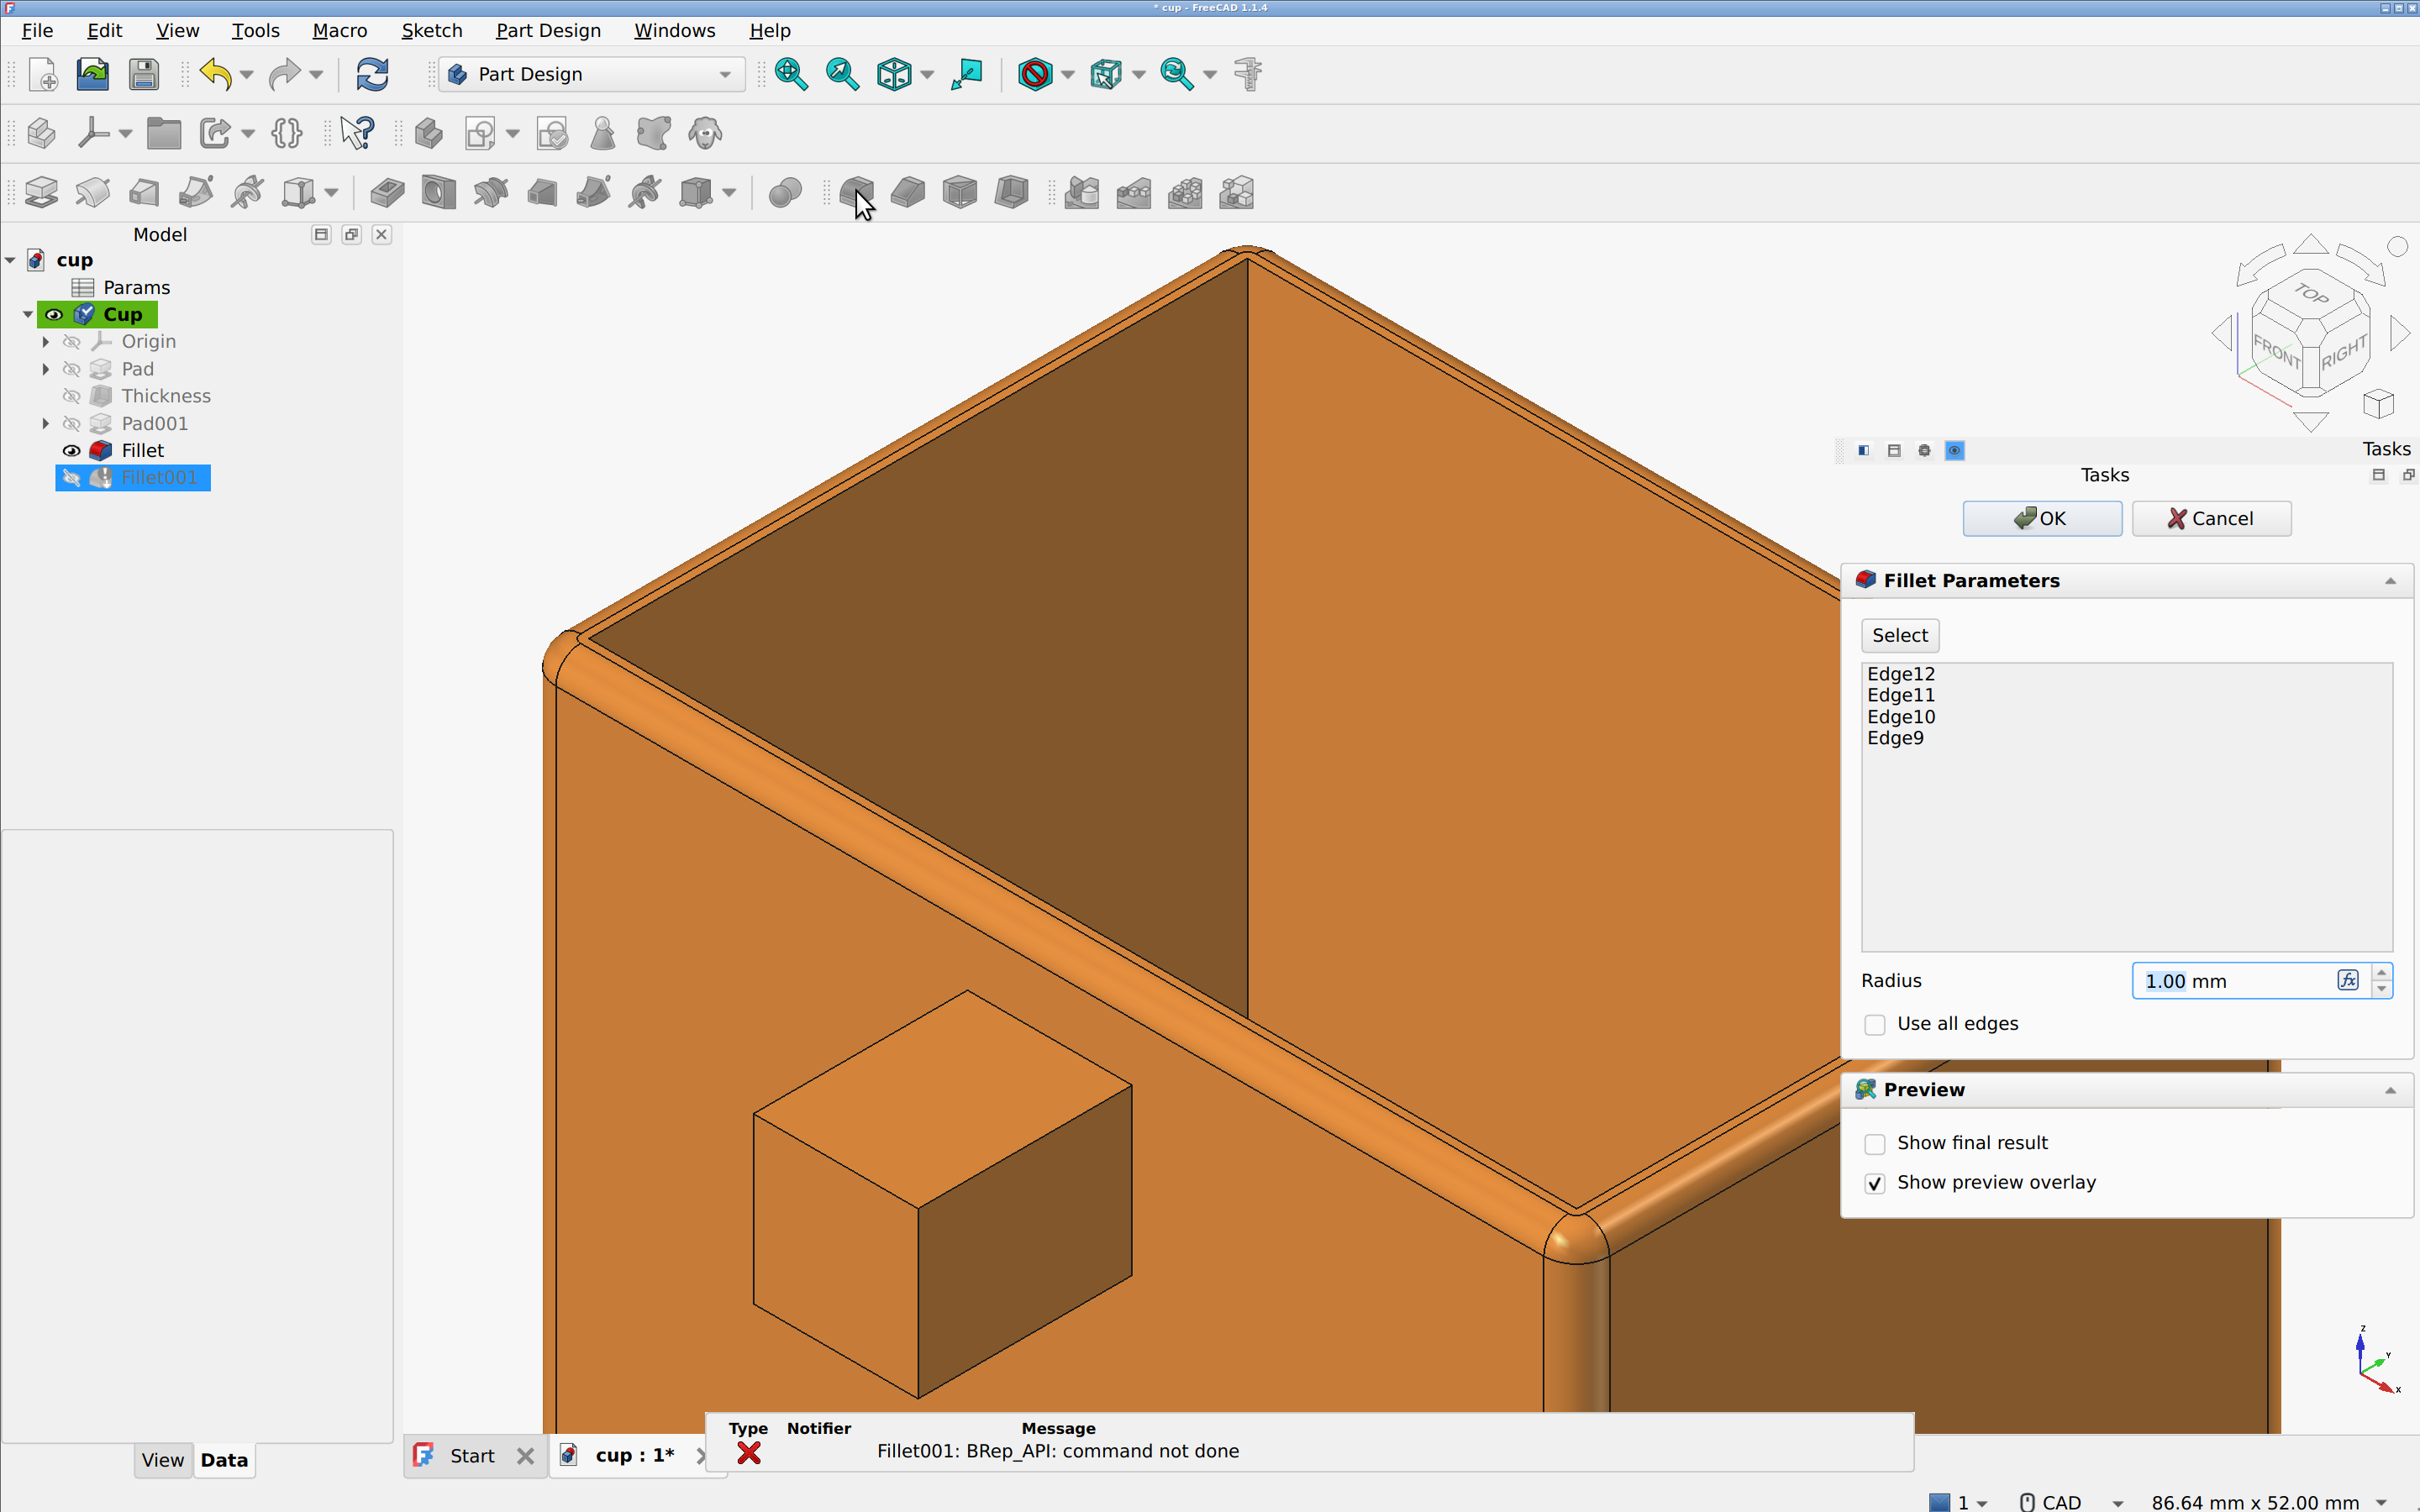 * cup - FreeCAD 1.1.4
File Edit View Tools Macro Sketch Part Design Windows Help
Part Design
Model
cup
Params
Cup
Origin
Pad
Thickness
Pad001
Fillet
Fillet001
TOP
FRONT
RIGHT
Tasks
Tasks
OK
Cancel
Fillet Parameters
Select
Edge12
Edge11
Edge10
Edge9
Radius
1.00 mm
Use all edges
Preview
Show final result
Show preview overlay
Z
Y
X
Type Notifier Message
Fillet001: BRep_API: command not done
View
Data
Start
cup : 1*
1
CAD
86.64 mm x 52.00 mm